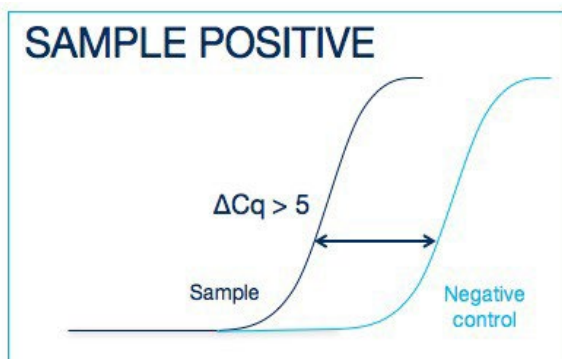 SAMPLE POSITIVE
ΔCq > 5
Sample
Negative
control